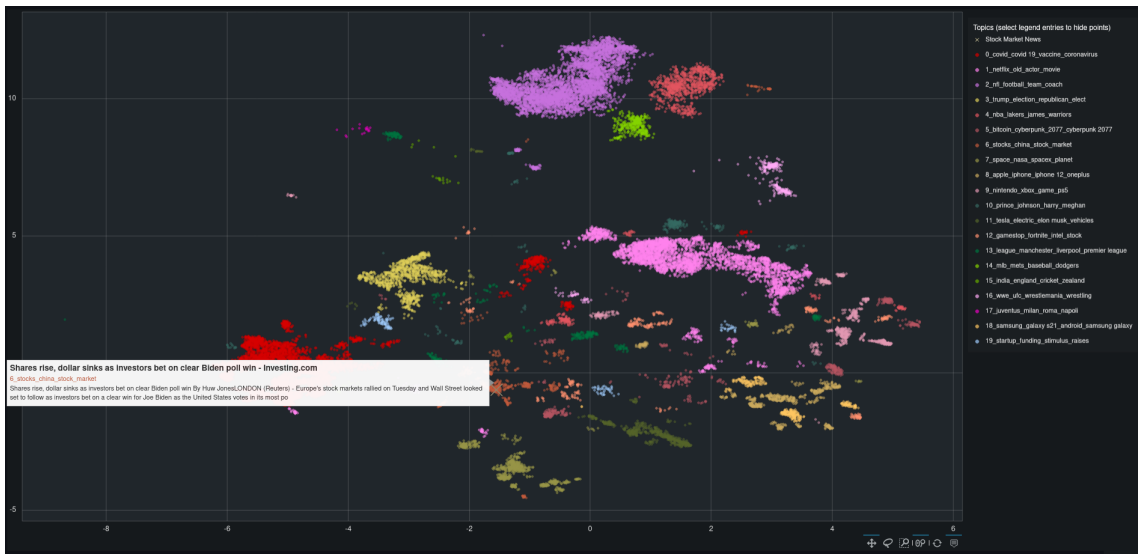 Topics (select legend entries to hide points)
× Stock Market News
0_covid_covid 19_vaccine_coronavirus
1_netflix_old_actor_movie
2_nfl_football_team_coach
3_trump_election_republican_elect
4_nba_lakers_james_warriors
5_bitcoin_cyberpunk_2077_cyberpunk 2077
6_stocks_china_stock_market
7_space_nasa_spacex_planet
8_apple_iphone_iphone 12_oneplus
9_nintendo_xbox_game_ps5
10_prince_johnson_harry_meghan
11_tesla_electric_elon musk_vehicles
12_gamestop_fortnite_intel_stock
13_league_manchester_liverpool_premier league
14_mlb_mets_baseball_dodgers
15_india_england_cricket_zealand
16_wwe_ufc_wrestlemania_wrestling
17_juventus_milan_roma_napoli
18_samsung_galaxy s21_android_samsung galaxy
19_startup_funding_stimulus_raises
10
5
Shares rise, dollar sinks as investors bet on clear Biden poll win - Investing.com
6_stocks_china_stock_market
Shares rise, dollar sinks as investors bet on clear Biden poll win By Huw JonesLONDON (Reuters) - Europe's stock markets rallied on Tuesday and Wall Street looked
set to follow as investors bet on a clear win for Joe Biden as the United States votes in its most po
-5
-8 -6 -4 -2 0 2 4 6